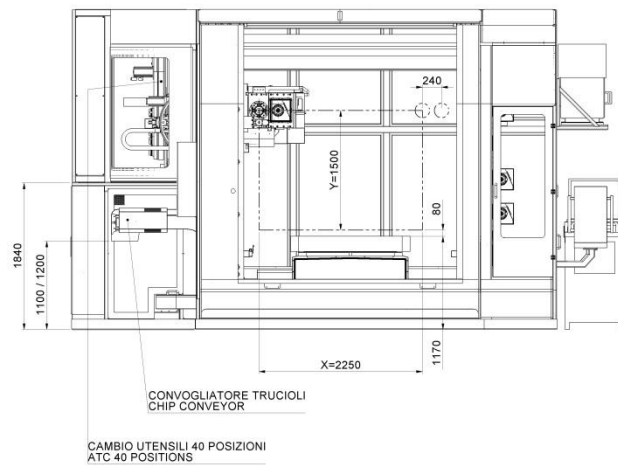 240
Y=1500
80
1840
1100 / 1200
1170
X=2250
CONVOGLIATORE TRUCIOLI
CHIP CONVEYOR
CAMBIO UTENSILI 40 POSIZIONI
ATC 40 POSITIONS